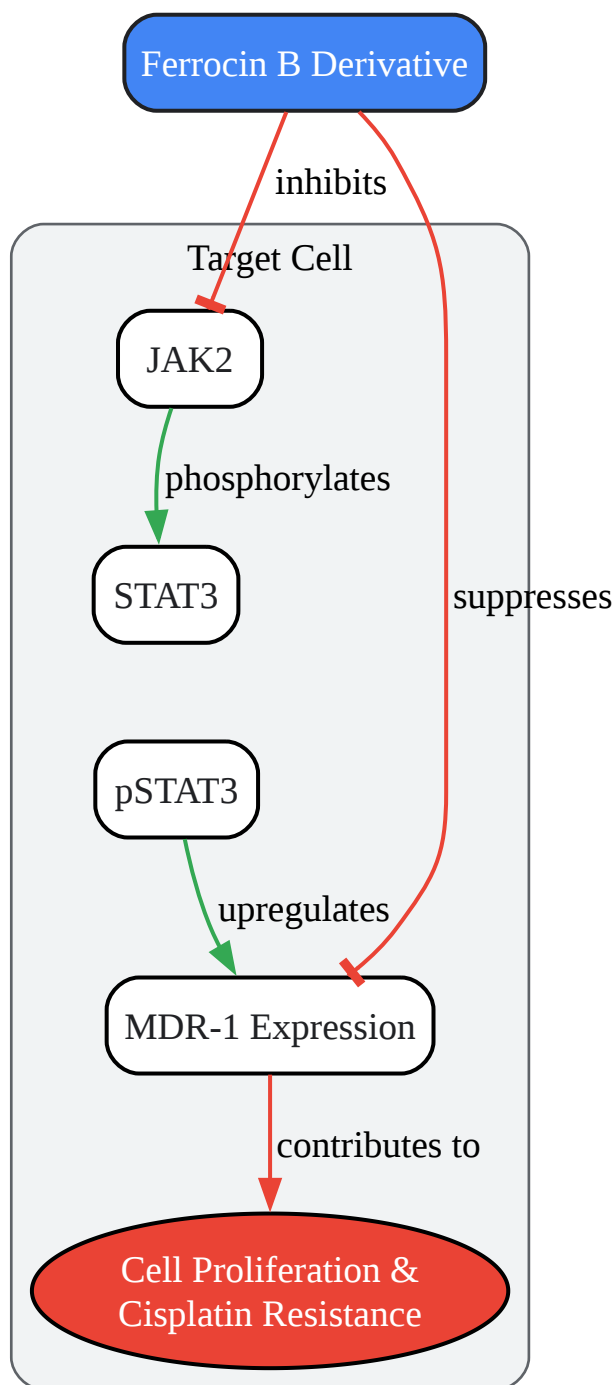 Ferrocin B Derivative
inhibits
Target Cell
JAK2
phosphorylates
STAT3
suppresses
pSTAT3
upregulates
MDR-1 Expression
contributes to
Cell Proliferation &
Cisplatin Resistance